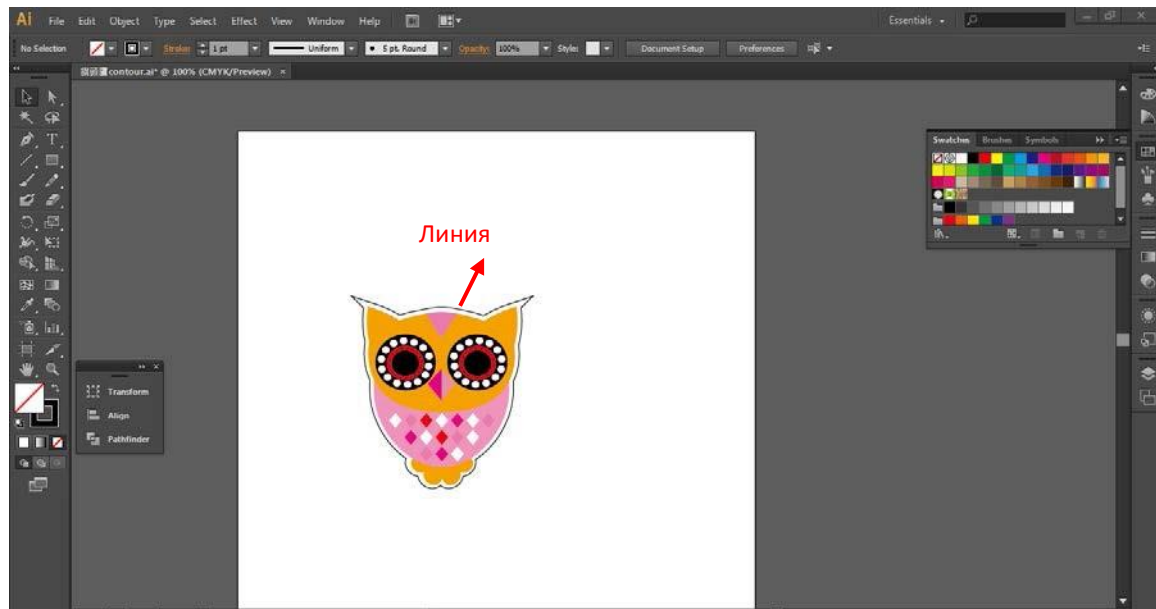 Ai File Edit Object Type Select Effect View Window Help Essentials
No Selection Stroke: 1 pt Uniform 5 pt. Round Opacity: 100% Style: Document Setup Preferences
contour.ai* @ 100% (CMYK/Preview) ×
Swatches Brushes Symbols
Линия
Transform
Align
Pathfinder